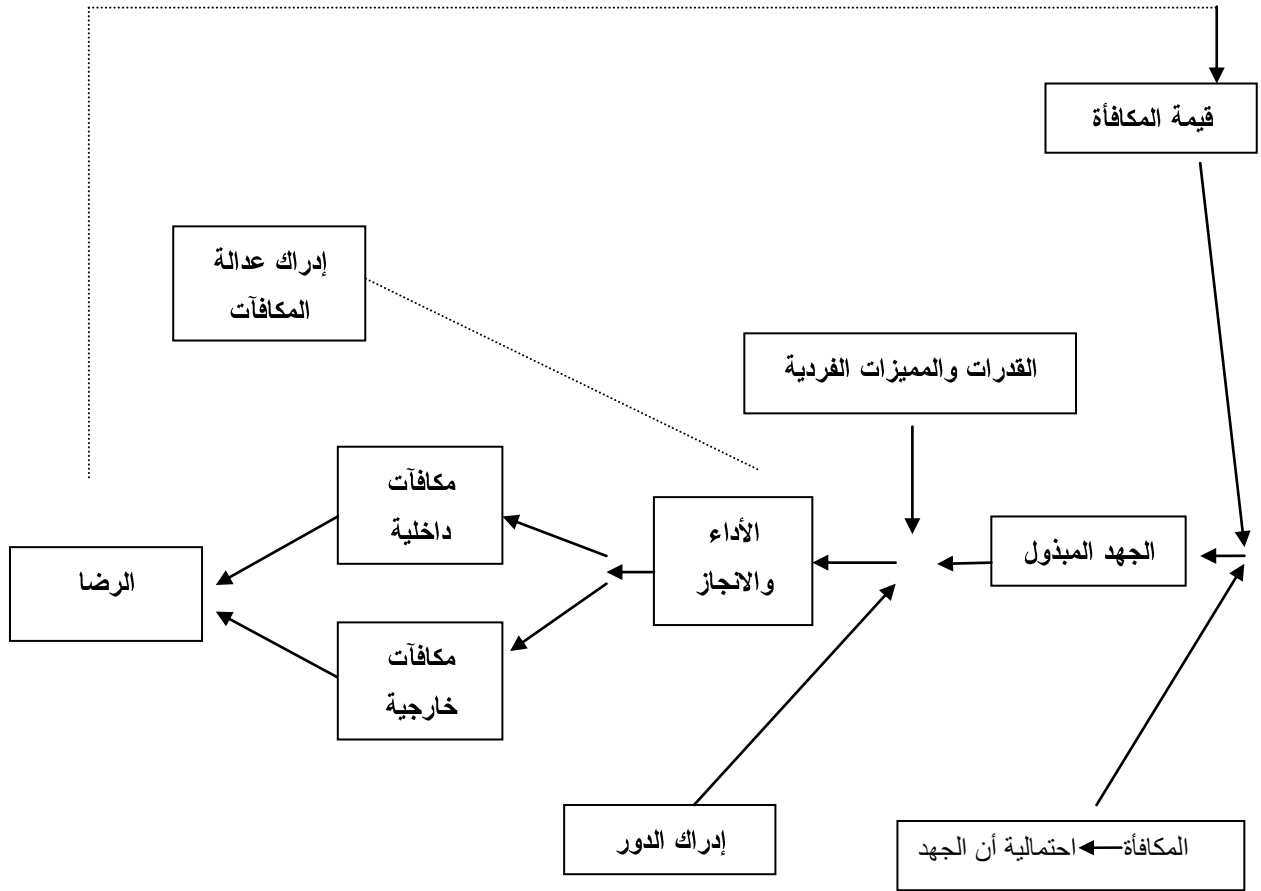 قيمة المكافأة
إدراك عدالة
المكافآت
القدرات والمميزات الفردية
مكافآت
داخلية
الأداء
والانجاز
الجهد المبذول
الرضا
مكافآت
خارجية
إدراك الدور
المكافأة احتمالية أن الجهد